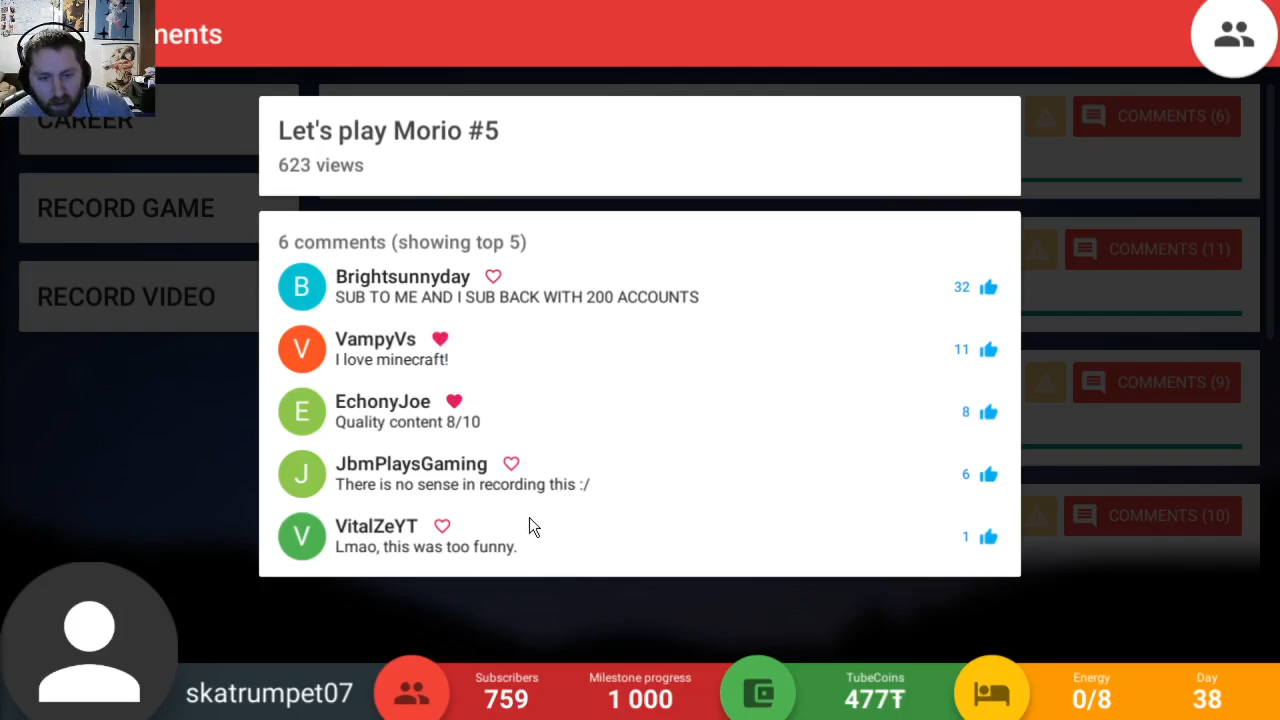 ments
CAREER
RECORD GAME
RECORD VIDEO
COMMENTS (6)
COMMENTS (11)
COMMENTS (9)
COMMENTS (10)
Let's play Morio #5
623 views
6 comments (showing top 5)
B
Brightsunnyday
SUB TO ME AND I SUB BACK WITH 200 ACCOUNTS
32
V
VampyVs
I love minecraft!
11
E
EchonyJoe
Quality content 8/10
8
J
JbmPlaysGaming
There is no sense in recording this :/
6
V
VitalZeYT
Lmao, this was too funny.
1
skatrumpet07
Subscribers
759
Milestone progress
1 000
TubeCoins
477Ŧ
Energy
0/8
Day
38